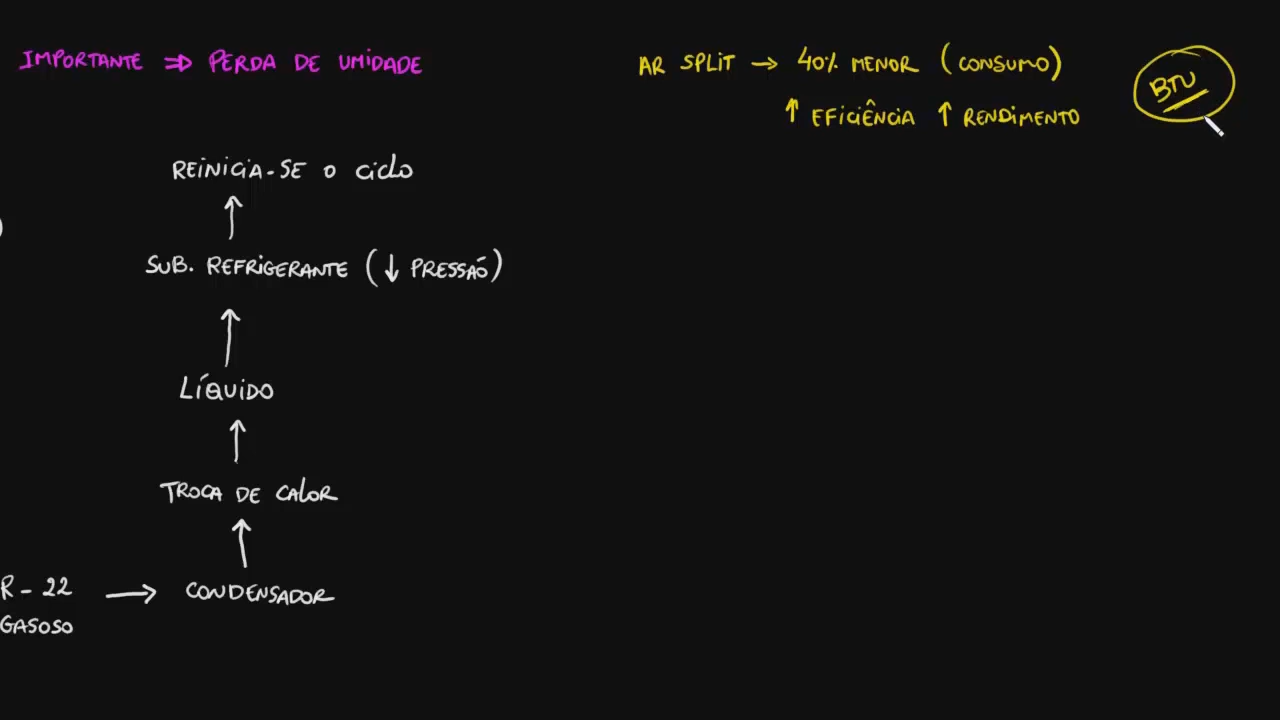 IMPORTANTE ⇒ PERDA DE UMIDADE
AR SPLIT → 40% MENOR (CONSUMO)
↑ EFICIÊNCIA ↑ RENDIMENTO
BTU
REINICIA-SE O CICLO
SUB. REFRIGERANTE (↓ PRESSÃO)
LÍQUIDO
TROCA DE CALOR
R-22 → CONDENSADOR
GASOSO